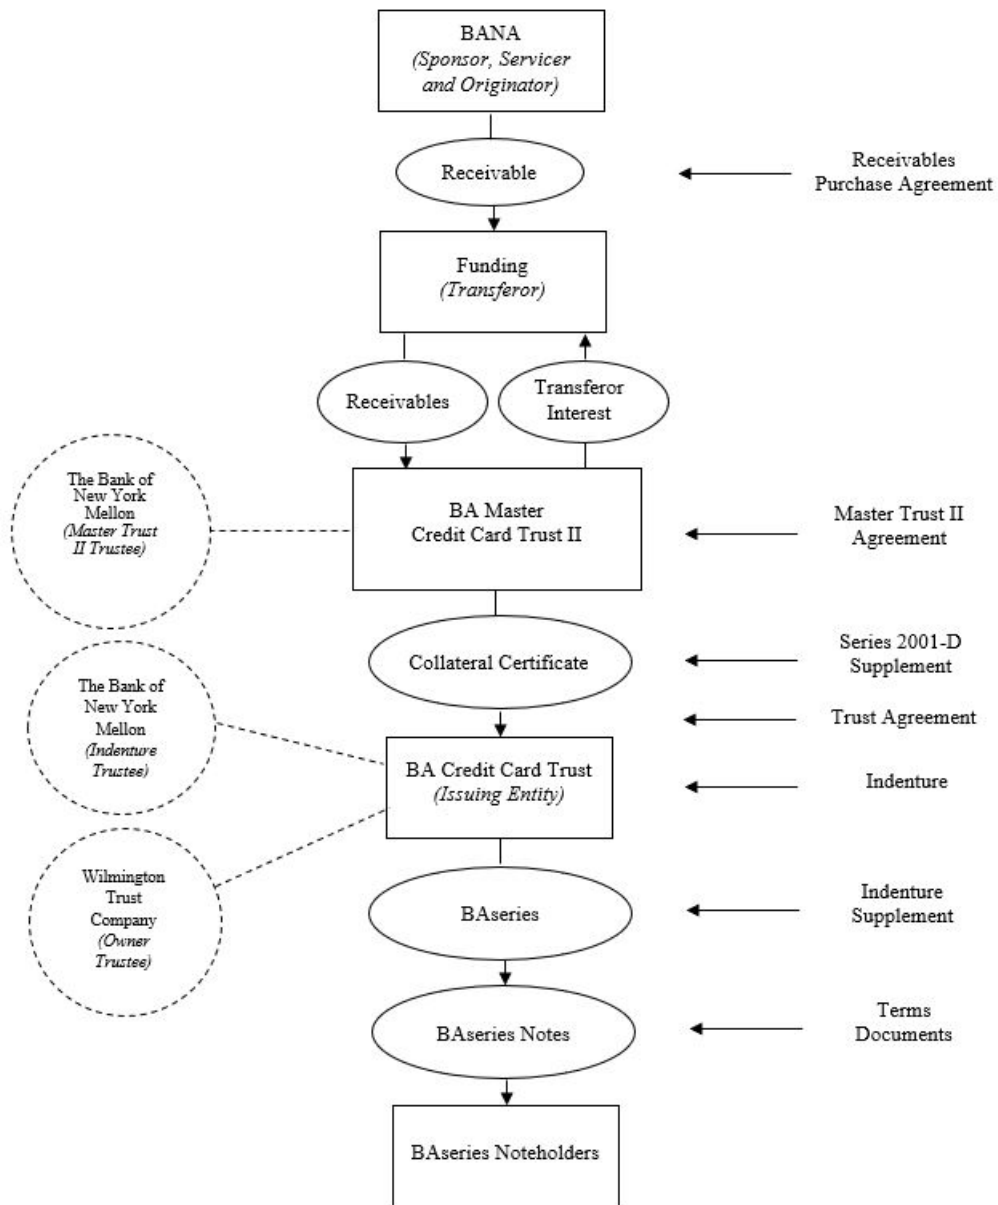 BANA
(Sponsor, Servicer
and Originator)
Receivable
Receivables
Purchase Agreement
Funding
(Transferor)
Receivables
Transferor
Interest
The Bank of
New York
Mellon
(Master Trust
II Trustee)
BA Master
Credit Card Trust II
Master Trust II
Agreement
Collateral Certificate
Series 2001-D
Supplement
The Bank of
New York
Mellon
(Indenture
Trustee)
Trust Agreement
BA Credit Card Trust
(Issuing Entity)
Indenture
Wilmington
Trust
Company
(Owner
Trustee)
BAseries
Indenture
Supplement
BAseries Notes
Terms
Documents
BAseries Noteholders